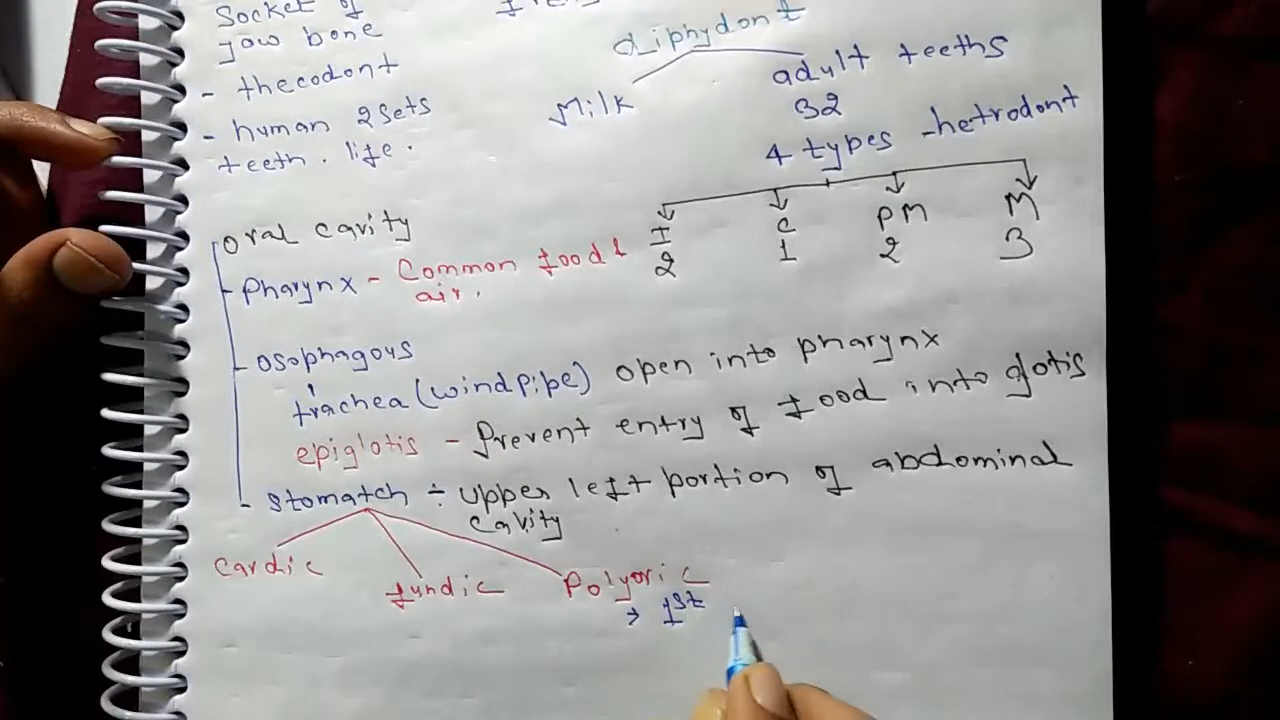 Socket of
jow bone
- thecodont
- human 2 sets
teeth. life.
diphydont
Milk
adult teeths
32
4 types - hetrodont
I C PM M
2 1 2 3
oral cavity
- Pharynx - Common food &
air.
- osophagous
trachea (windpipe) open into pharynx
epiglotis - Prevent entry of food into glotis
- stomatch ÷ upper left portion of abdominal
cavity
Cardic fundic Polyoric
→ 1st